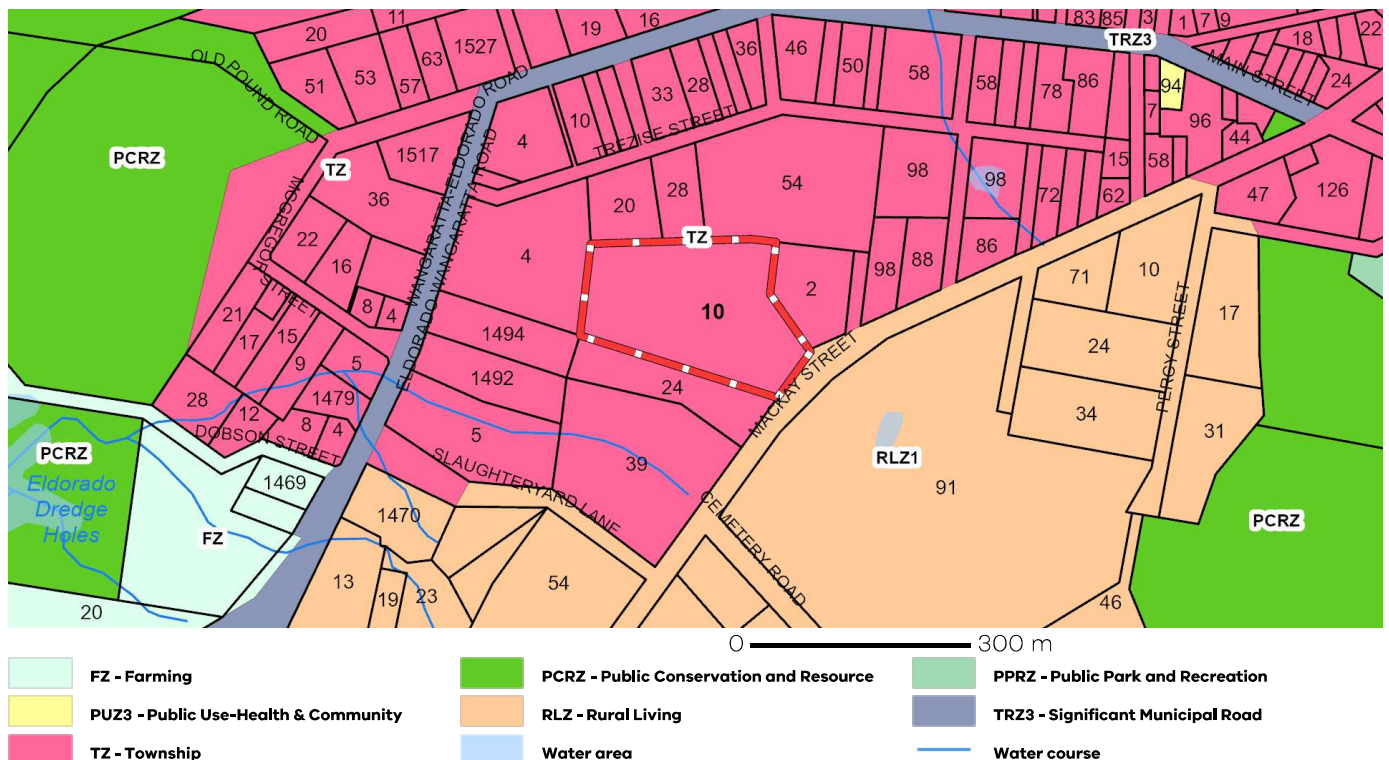 11
20
19
16
83 85 3 1 7 9
1527
18
22
TRZ3
OLD POUND ROAD
51
53
57
63
36
46
50
58
58
78
86
94
MAIN STREET
24
33
28
10
7
96
44
TREZISE STREET
PCRZ
1517
4
WANGARATTA-ELDORADO ROAD
ELDORADO WANGARATTA ROAD
TZ
36
MCGREGOR STREET
20
28
54
98
98
72
15
62
58
47
126
22
16
8
4
4
TZ
2
98
88
86
71
10
17
21
17
15
9
5
1494
10
1492
24
MACKAY STREET
24
PERCY STREET
28
12
1479
8
4
DOBSON STREET
5
39
34
31
PCRZ
Eldorado
Dredge
Holes
1469
SLAUGHTERYARD LANE
RLZ1
91
CEMETERY ROAD
PCRZ
FZ
1470
13
19
23
54
46
20
0 300 m
FZ - Farming
PCRZ - Public Conservation and Resource
PPRZ - Public Park and Recreation
PUZ3 - Public Use-Health & Community
RLZ - Rural Living
TRZ3 - Significant Municipal Road
TZ - Township
Water area
Water course